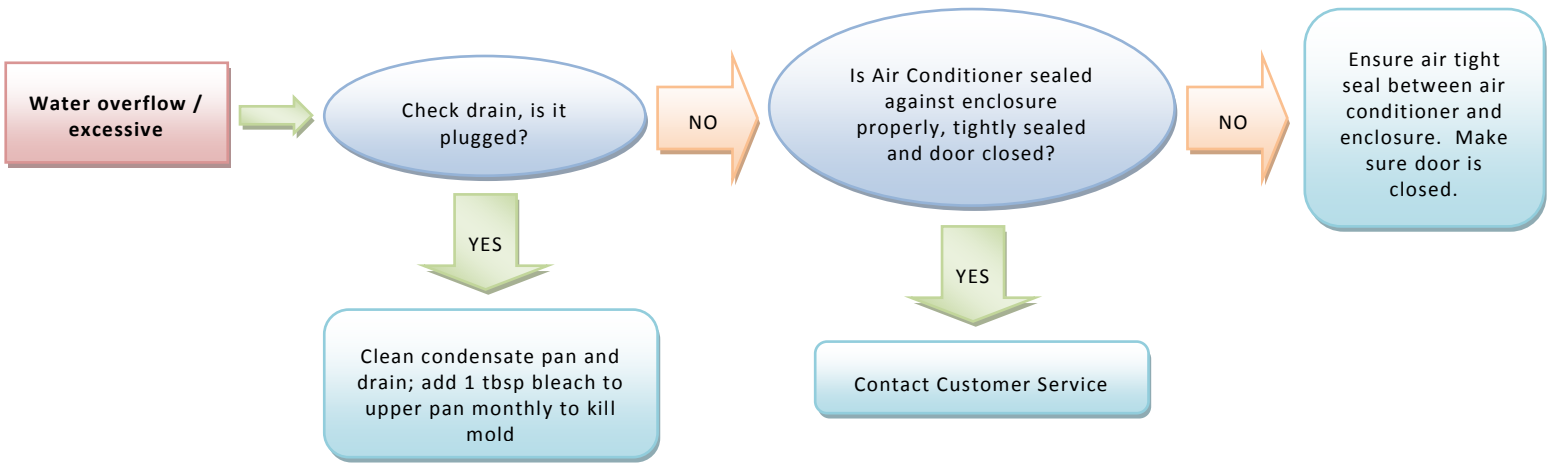 Water overflow /
excessive
Check drain, is it
plugged?
NO
Is Air Conditioner sealed
against enclosure
properly, tightly sealed
and door closed?
NO
Ensure air tight
seal between air
conditioner and
enclosure.  Make
sure door is
closed.
YES
Clean condensate pan and
drain; add 1 tbsp bleach to
upper pan monthly to kill
mold
YES
Contact Customer Service